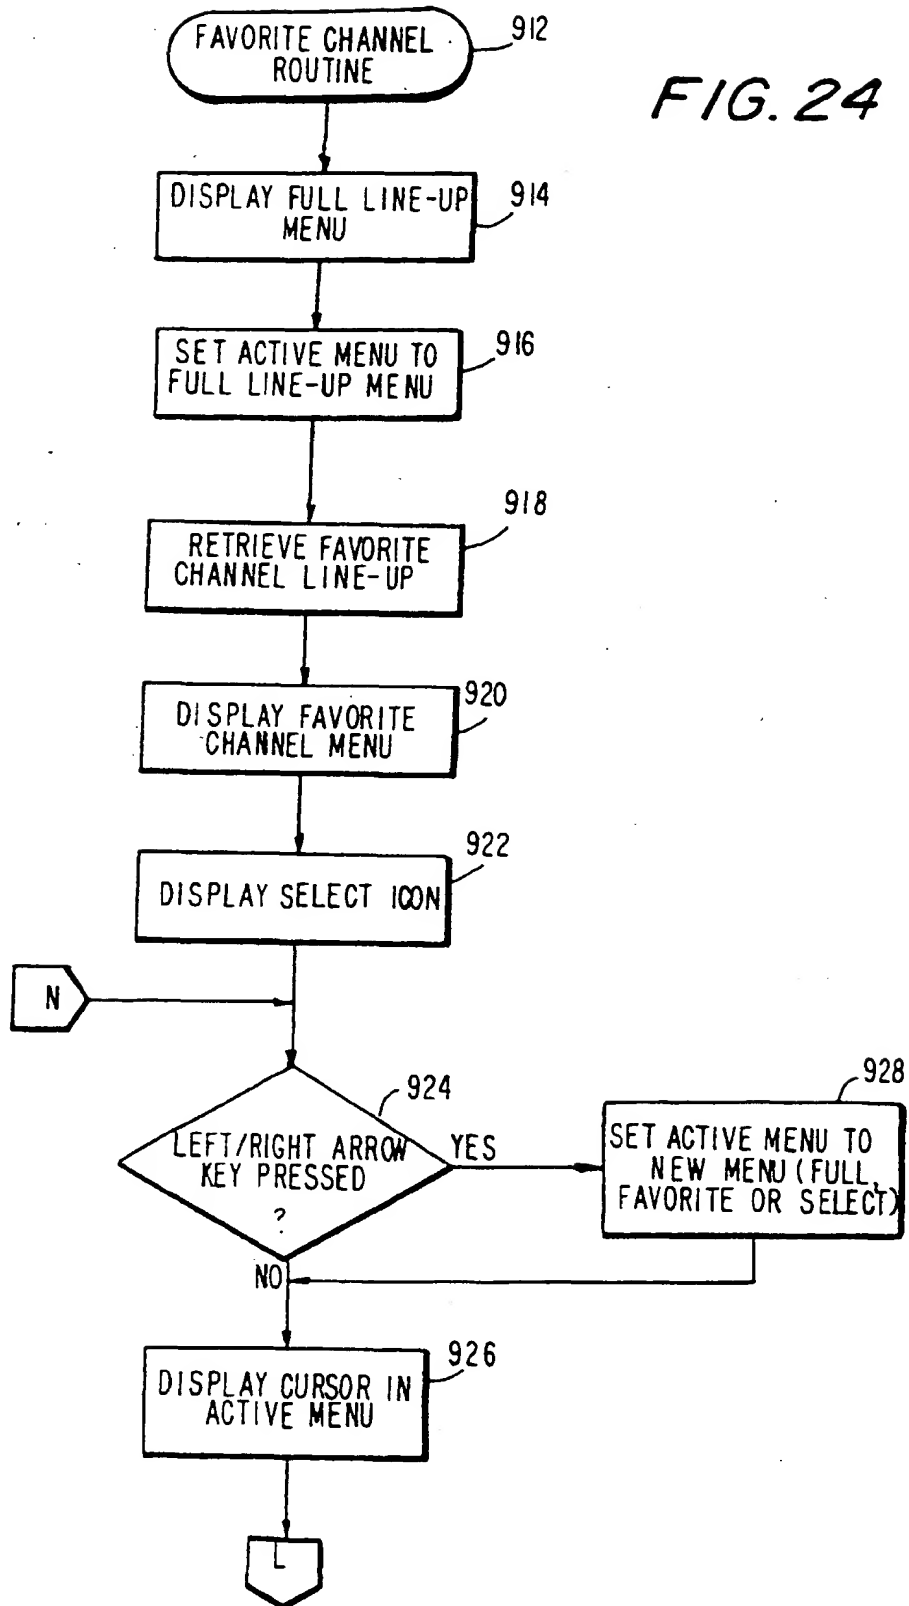 FIG. 24
FAVORITE CHANNEL
ROUTINE
912
DISPLAY FULL LINE-UP
MENU
914
SET ACTIVE MENU TO
FULL LINE-UP MENU
916
RETRIEVE FAVORITE
CHANNEL LINE-UP
918
DISPLAY FAVORITE
CHANNEL MENU
920
DISPLAY SELECT ICON
922
N
LEFT/RIGHT ARROW
KEY PRESSED
?
924
YES
SET ACTIVE MENU TO
NEW MENU (FULL,
FAVORITE OR SELECT)
928
NO
DISPLAY CURSOR IN
ACTIVE MENU
926
L